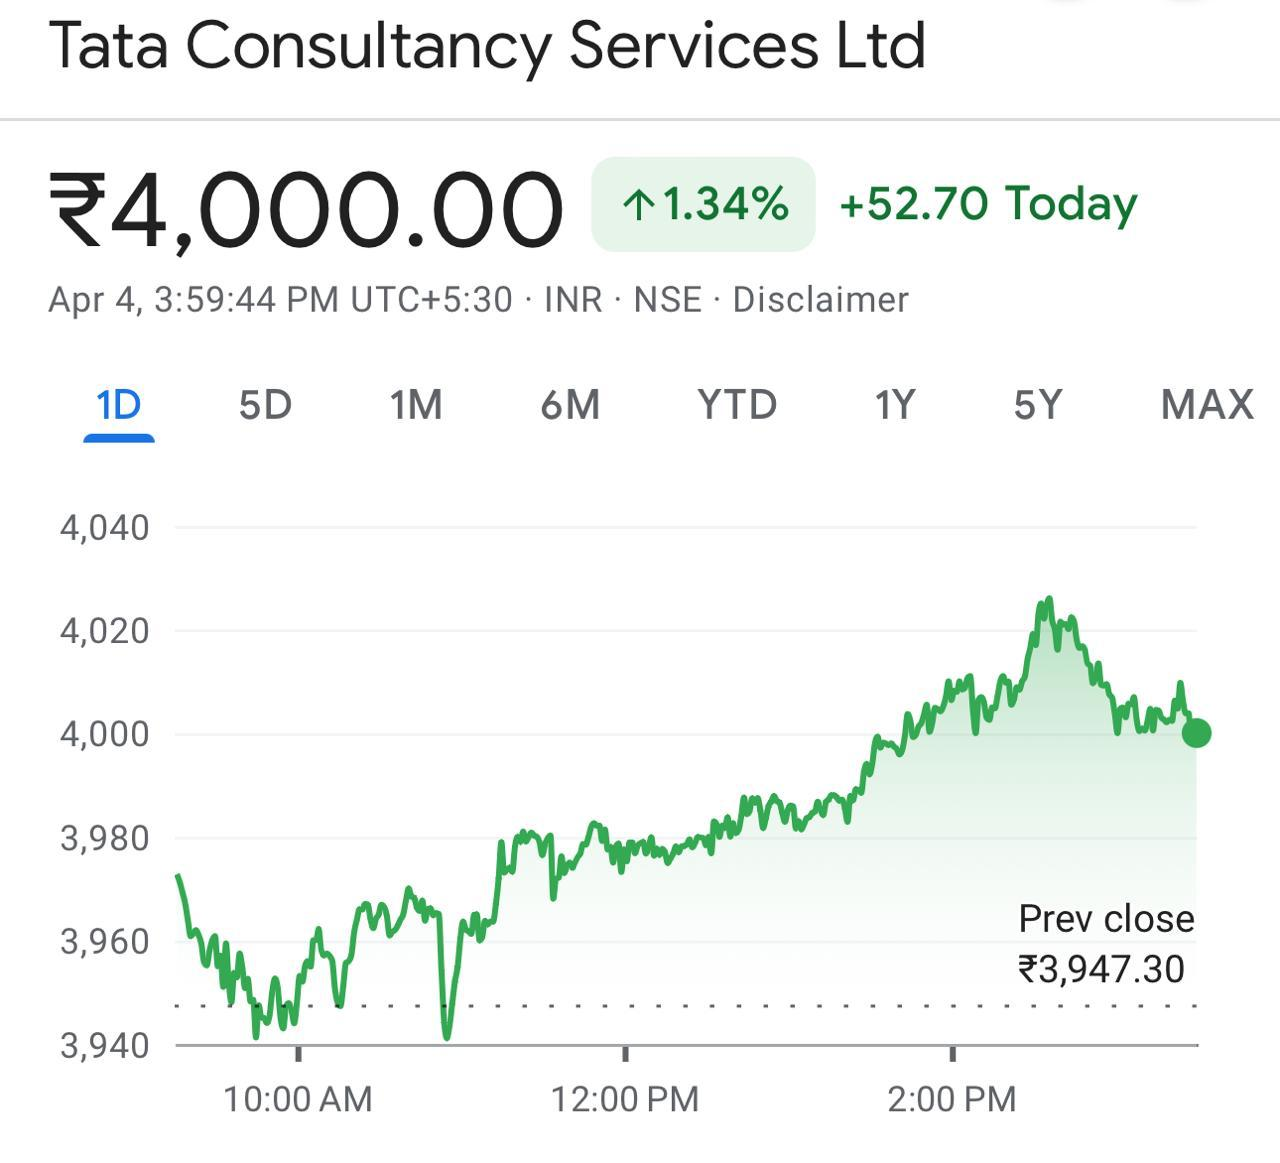 Tata Consultancy Services Ltd
₹4,000.00 ↑1.34% +52.70 Today
Apr 4, 3:59:44 PM UTC+5:30 · INR · NSE · Disclaimer
1D 5D 1M 6M YTD 1Y 5Y MAX
4,040
4,020
4,000
3,980
3,960
3,940
Prev close
₹3,947.30
10:00 AM 12:00 PM 2:00 PM